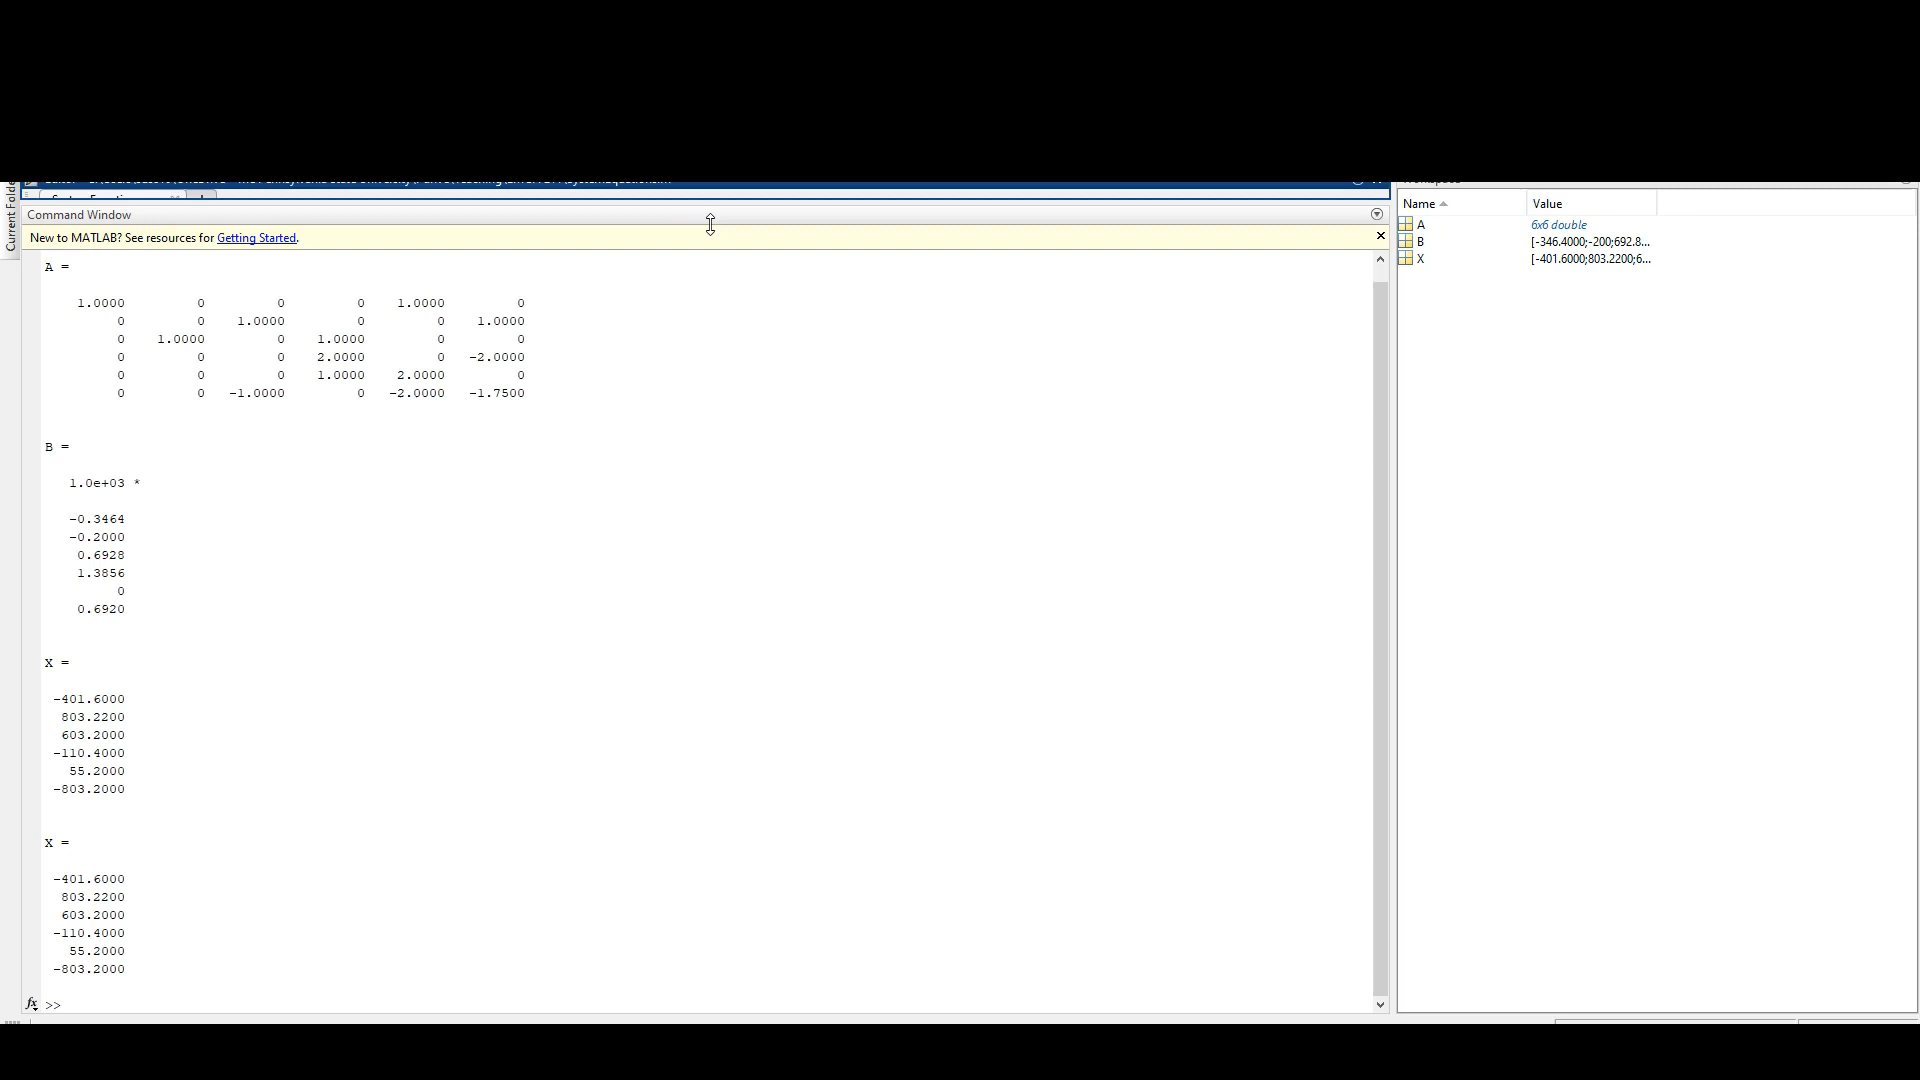 Current Folde
Command Window
New to MATLAB? See resources for Getting Started.
A =
1.0000 0 0 0 1.0000 0
0 0 1.0000 0 0 1.0000
0 1.0000 0 1.0000 0 0
0 0 0 2.0000 0 -2.0000
0 0 0 1.0000 2.0000 0
0 0 -1.0000 0 -2.0000 -1.7500
B =
1.0e+03 *
-0.3464
-0.2000
0.6928
1.3856
0
0.6920
X =
-401.6000
803.2200
603.2000
-110.4000
55.2000
-803.2000
X =
-401.6000
803.2200
603.2000
-110.4000
55.2000
-803.2000
fx >>
Name Value
A 6x6 double
B [-346.4000;-200;692.8...
X [-401.6000;803.2200;6...